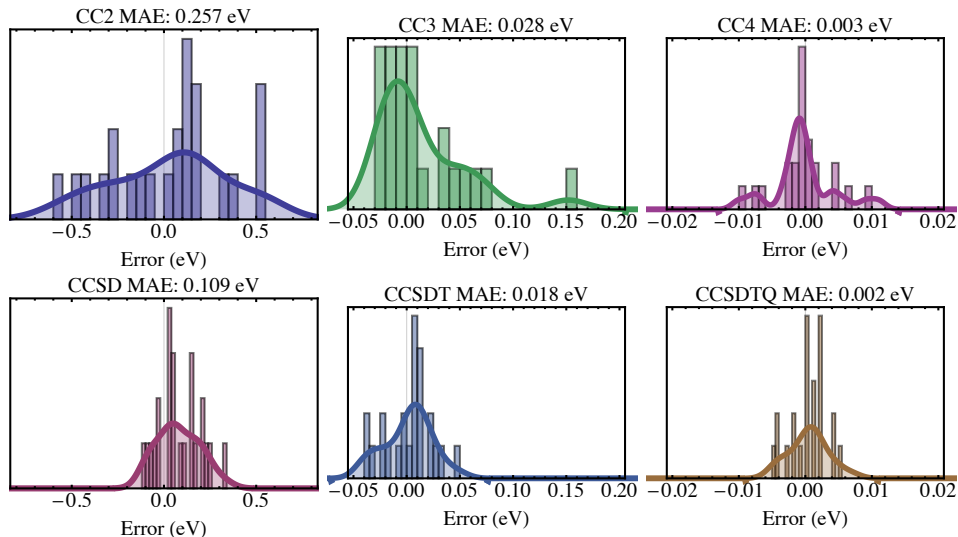 CC2 MAE: 0.257 eV
CC3 MAE: 0.028 eV
CC4 MAE: 0.003 eV
−0.5 0.0 0.5
−0.05 0.00 0.05 0.10 0.15 0.20
−0.02 −0.01 0.00 0.01 0.02
Error (eV)
Error (eV)
Error (eV)
CCSD MAE: 0.109 eV
CCSDT MAE: 0.018 eV
CCSDTQ MAE: 0.002 eV
−0.5 0.0 0.5
−0.05 0.00 0.05 0.10 0.15 0.20
−0.02 −0.01 0.00 0.01 0.02
Error (eV)
Error (eV)
Error (eV)